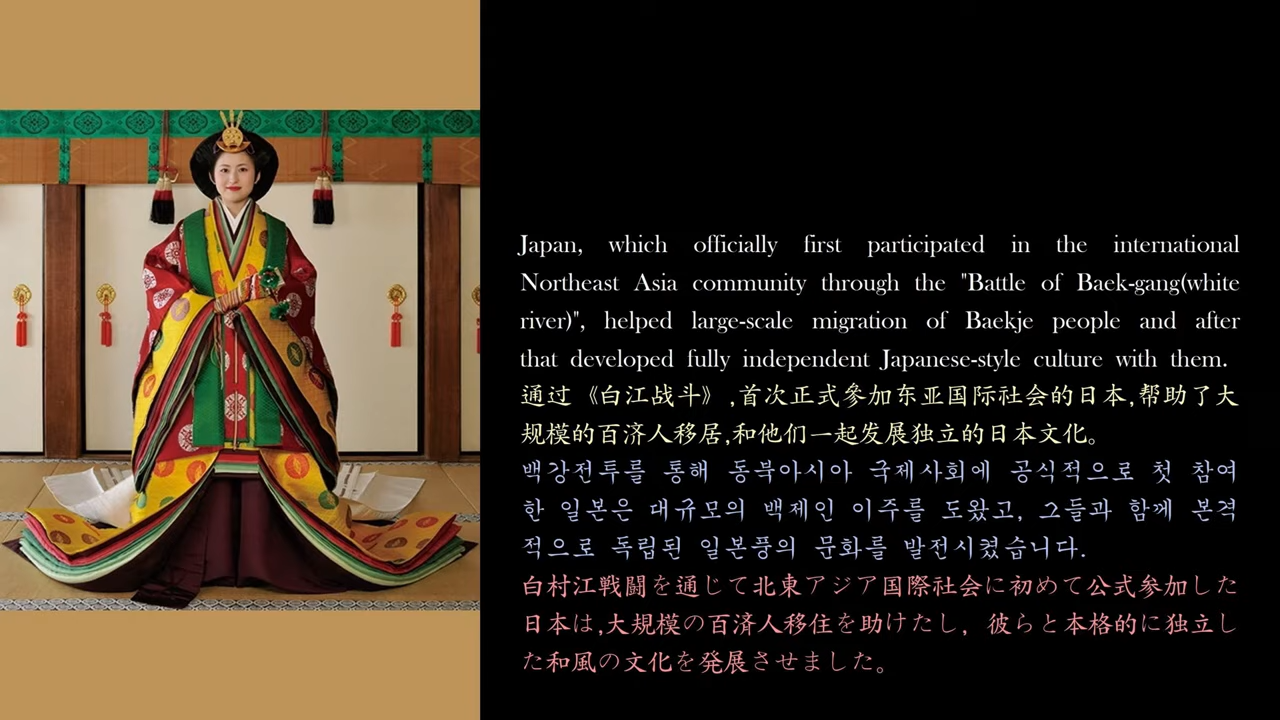 Japan, which officially first participated in the international
Northeast Asia community through the "Battle of Baek-gang(white
river)", helped large-scale migration of Baekje people and after
that developed fully independent Japanese-style culture with them.
通过《白江战斗》,首次正式參加东亚国际社会的日本,帮助了大
规模的百济人移居,和他们一起发展独立的日本文化。
백강전투를 통해 동북아시아 국제사회에 공식적으로 첫 참여
한 일본은 대규모의 백제인 이주를 도왔고, 그들과 함께 본격
적으로 독립된 일본풍의 문화를 발전시켰습니다.
白村江戦闘を通じて北東アジア国際社会に初めて公式参加した
日本は,大規模の百済人移住を助けたし, 彼らと本格的に独立し
た和風の文化を発展させました。